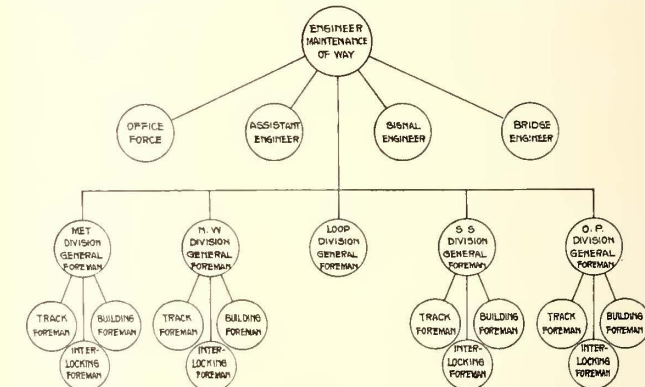 ENGINEER
MAINTENANCE
OF WAY
OFFICE
FORCE
ASSISTANT
ENGINEER
SIGNAL
ENGINEER
BRIDGE
ENGINEER
MET
DIVISION
GENERAL
FOREMAN
N.W
DIVISION
GENERAL
FOREMAN
LOOP
DIVISION
GENERAL
FOREMAN
S S
DIVISION
GENERAL
FOREMAN
O.P.
DIVISION
GENERAL
FOREMAN
TRACK
FOREMAN
INTER-
LOCKING
FOREMAN
BUILDING
FOREMAN
TRACK
FOREMAN
INTER-
LOCKING
FOREMAN
BUILDING
FOREMAN
TRACK
FOREMAN
INTER-
LOCKING
FOREMAN
BUILDING
FOREMAN
TRACK
FOREMAN
INTER-
LOCKING
FOREMAN
BUILDING
FOREMAN